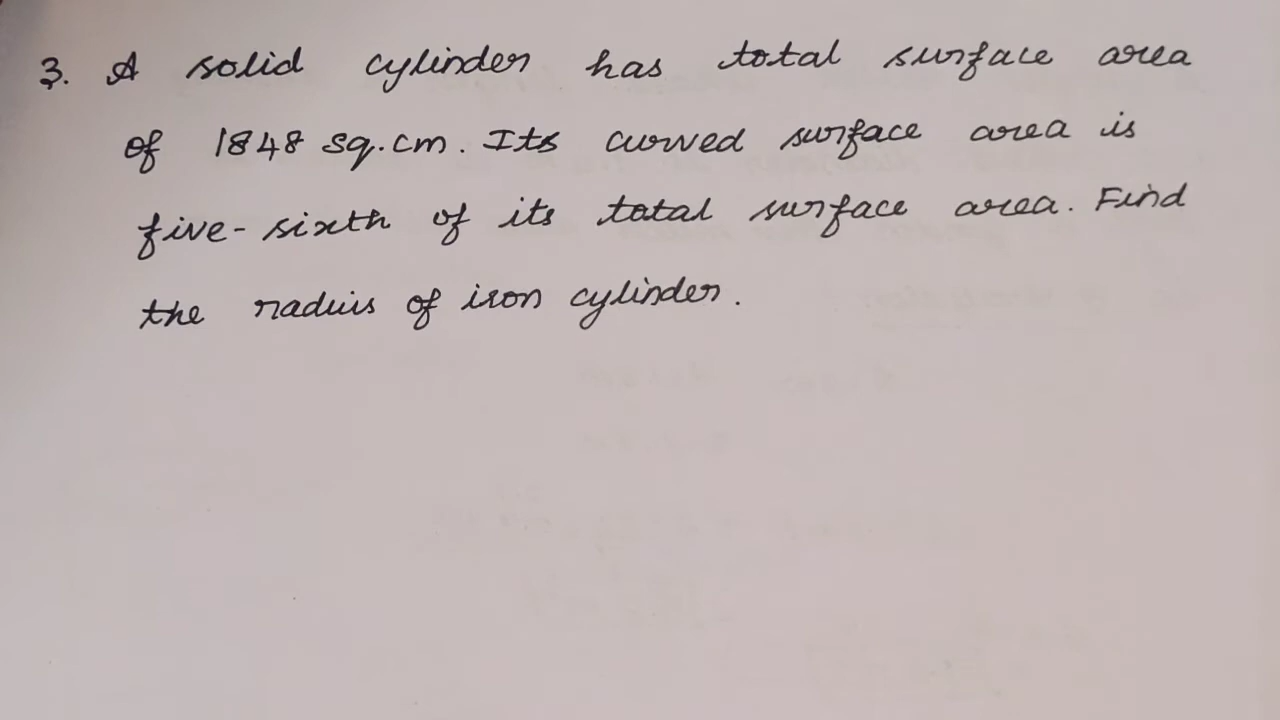 3. A solid cylinder has total surface area
of 1848 sq.cm. Its curved surface area is
five-sixth of its total surface area. Find
the radius of iron cylinder.